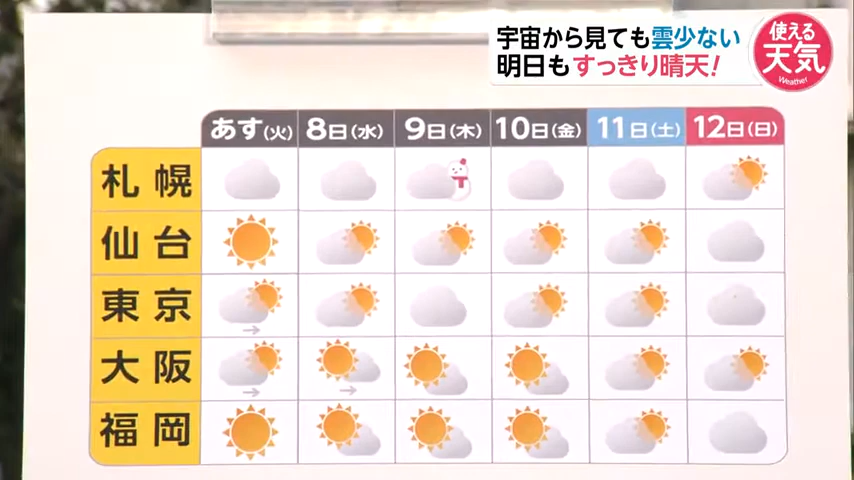 宇宙から見ても雲少ない
明日もすっきり晴天!
使える
天気
Weather
あす(火) 8日(水) 9日(木) 10日(金) 11日(土) 12日(日)
札幌
仙台
東京
大阪
福岡